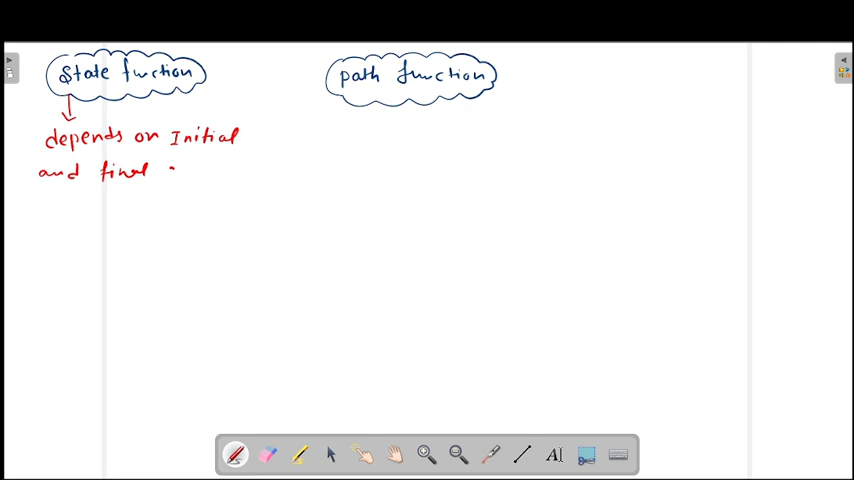 State function
path function
depends on Initial
and final